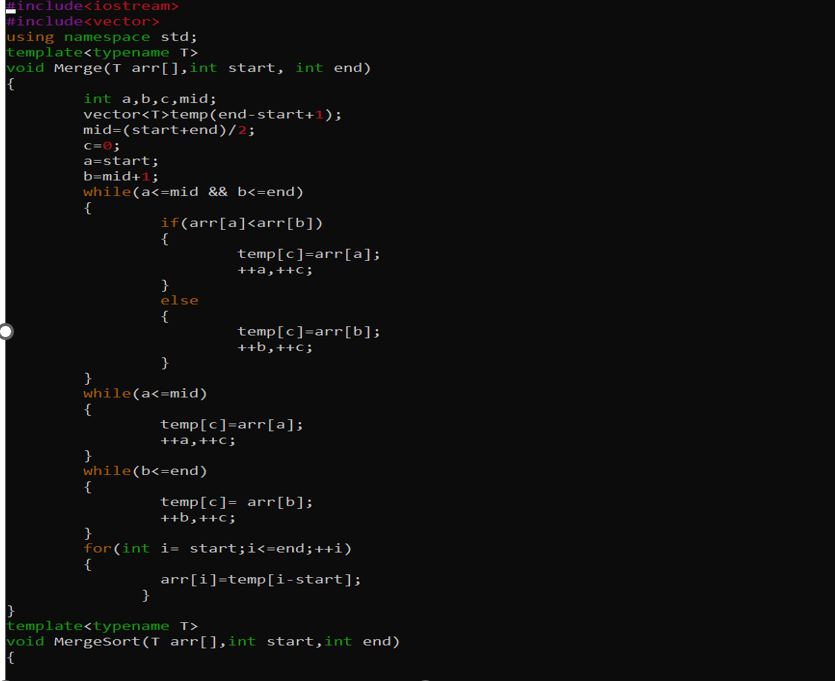 #include<iostream>
#include<vector>
using namespace std;
template<typename T>
void Merge(T arr[],int start, int end)
{
        int a,b,c,mid;
        vector<T>temp(end-start+1);
        mid=(start+end)/2;
        c=0;
        a=start;
        b=mid+1;
        while(a<=mid && b<=end)
        {
                if(arr[a]<arr[b])
                {
                        temp[c]=arr[a];
                        ++a,++c;
                }
                else
                {
                        temp[c]=arr[b];
                        ++b,++c;
                }
        }
        while(a<=mid)
        {
                temp[c]=arr[a];
                ++a,++c;
        }
        while(b<=end)
        {
                temp[c]= arr[b];
                ++b,++c;
        }
        for(int i= start;i<=end;++i)
        {
                arr[i]=temp[i-start];
              }
}
template<typename T>
void MergeSort(T arr[],int start,int end)
{